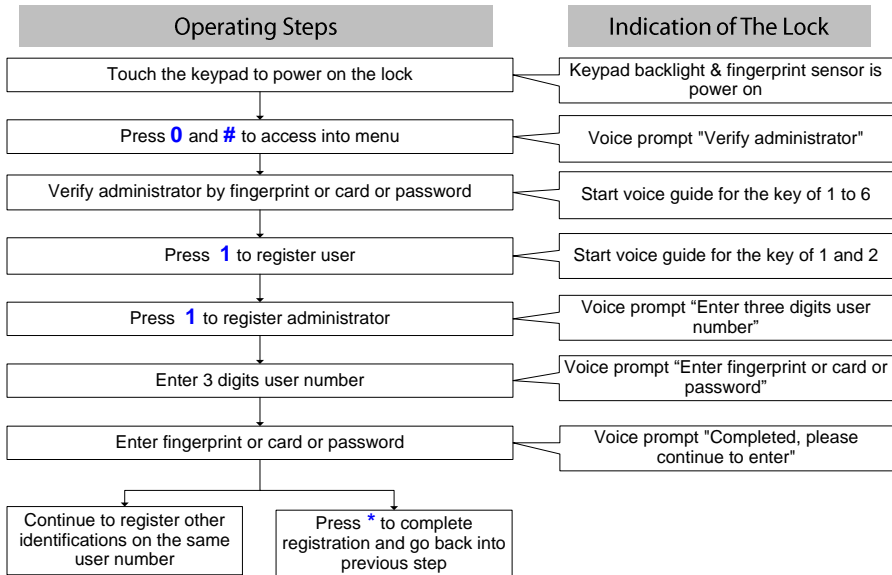 Operating Steps
Indication of The Lock
Touch the keypad to power on the lock
Keypad backlight & fingerprint sensor is
power on
Press 0 and # to access into menu
Voice prompt "Verify administrator"
Verify administrator by fingerprint or card or password
Start voice guide for the key of 1 to 6
Press 1 to register user
Start voice guide for the key of 1 and 2
Press 1 to register administrator
Voice prompt “Enter three digits user
number”
Enter 3 digits user number
Voice prompt “Enter fingerprint or card or
password”
Enter fingerprint or card or password
Voice prompt "Completed, please
continue to enter"
Continue to register other
identifications on the same
user number
Press * to complete
registration and go back into
previous step